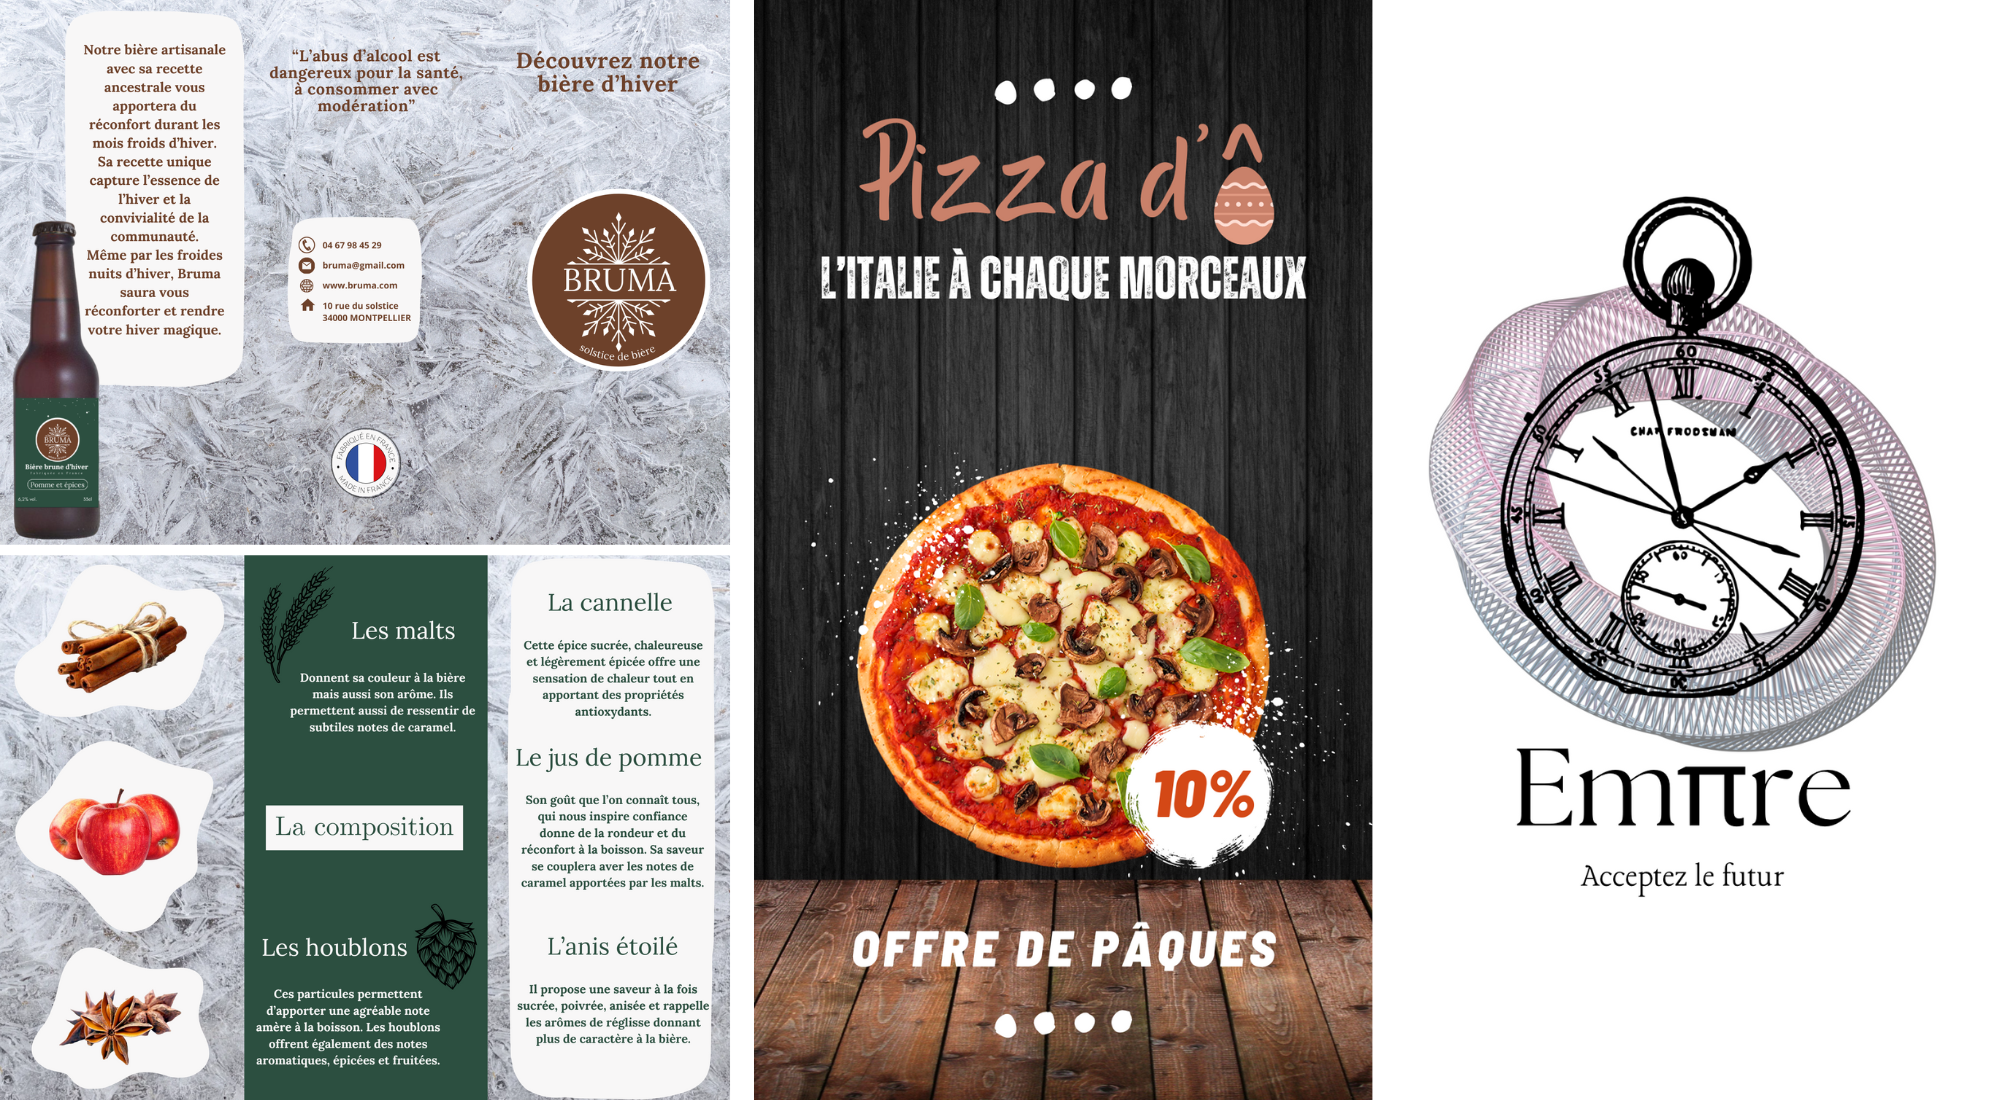 Notre bière artisanale
avec sa recette
ancestrale vous
apportera du
réconfort durant les
mois froids d'hiver.
Sa recette unique
capture l'essence de
l'hiver et la
convivialité de la
communauté.
Même par les froides
nuits d'hiver, Bruma
saura vous
réconforter et rendre
votre hiver magique.
BRUMA
Bière brune d'hiver
Pomme et épices
6,2% vol.
33cl
“L'abus d'alcool est
dangereux pour la santé,
à consommer avec
modération”
04 67 98 45 29
bruma@gmail.com
www.bruma.com
10 rue du solstice
34000 MONTPELLIER
FABRIQUÉ EN FRANCE
MADE IN FRANCE
Découvrez notre
bière d'hiver
BRUMA
solstice de bière
Les malts
Donnent sa couleur à la bière
mais aussi son arôme. Ils
permettent aussi de ressentir de
subtiles notes de caramel.
La composition
Les houblons
Ces particules permettent
d'apporter une agréable note
amère à la boisson. Les houblons
offrent également des notes
aromatiques, épicées et fruitées.
La cannelle
Cette épice sucrée, chaleureuse
et légèrement épicée offre une
sensation de chaleur tout en
apportant des propriétés
antioxydants.
Le jus de pomme
Son goût que l'on connaît tous,
qui nous inspire confiance
donne de la rondeur et du
réconfort à la boisson. Sa saveur
se couplera aver les notes de
caramel apportées par les malts.
L'anis étoilé
Il propose une saveur à la fois
sucrée, poivrée, anisée et rappelle
les arômes de réglisse donnant
plus de caractère à la bière.
Pizza d'Ô
L'ITALIE À CHAQUE MORCEAUX
10%
OFFRE DE PÂQUES
60
XII
I
CHAS FRODSHAM
Emπre
Acceptez le futur